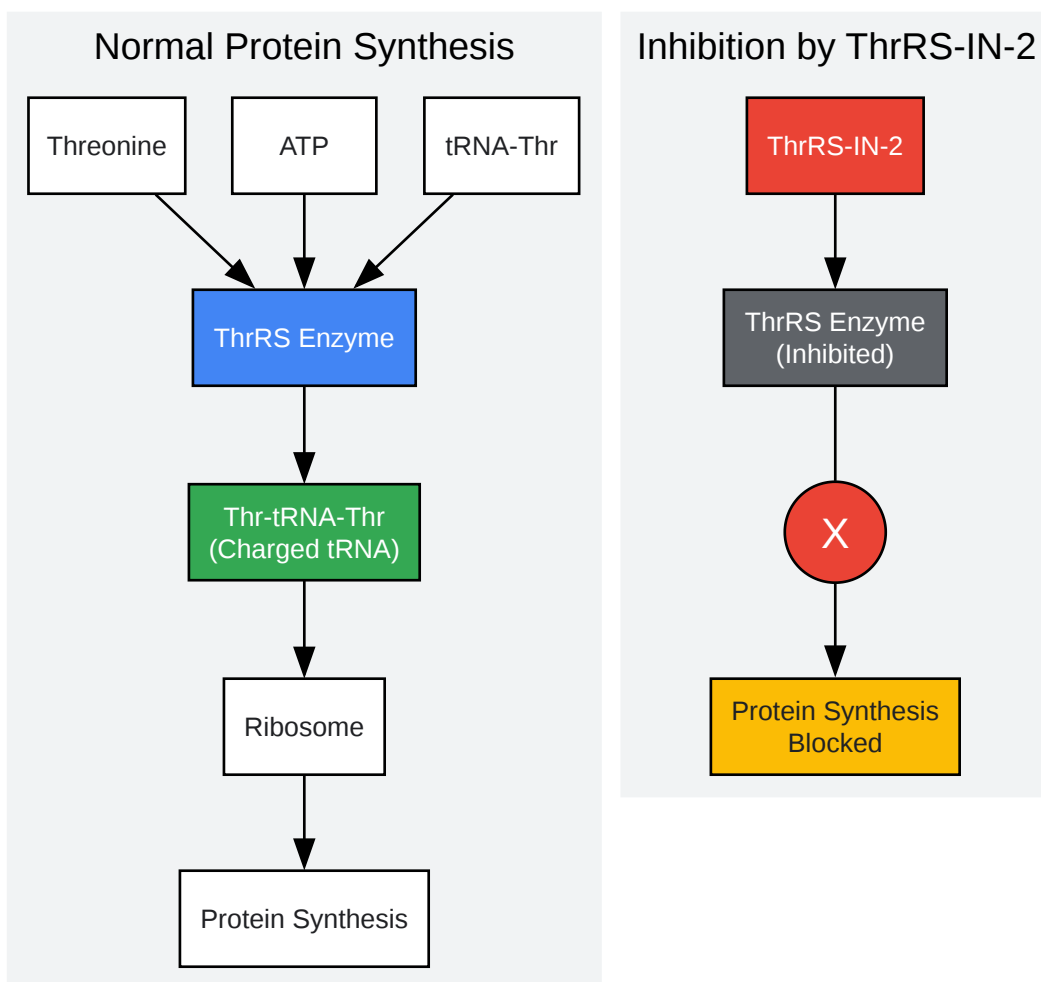 Normal Protein Synthesis
Threonine
ATP
tRNA-Thr
ThrRS Enzyme
Thr-tRNA-Thr
(Charged tRNA)
Ribosome
Protein Synthesis
Inhibition by ThrRS-IN-2
ThrRS-IN-2
ThrRS Enzyme
(Inhibited)
X
Protein Synthesis
Blocked